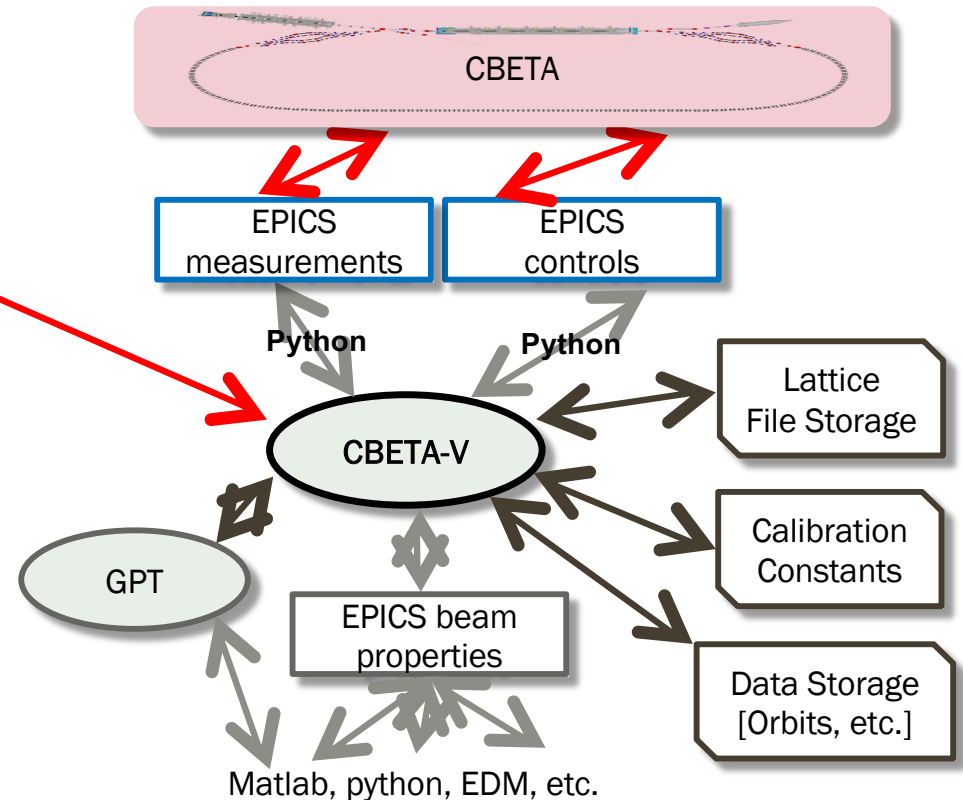 CBETA
EPICS
measurements
EPICS
controls
Python
Python
Lattice
File Storage
CBETA-V
Calibration
Constants
GPT
EPICS beam
properties
Data Storage
[Orbits, etc.]
Matlab, python, EDM, etc.